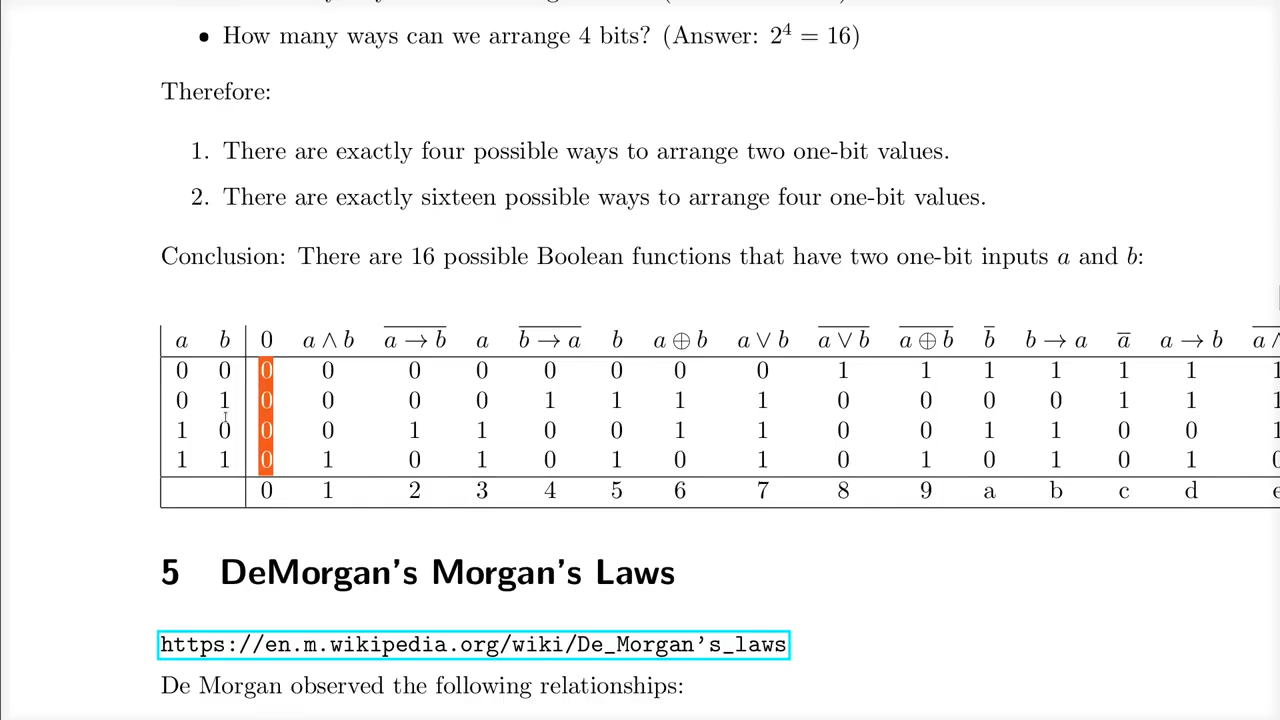 • How many ways can we arrange 4 bits? (Answer: 2⁴ = 16)
Therefore:
1. There are exactly four possible ways to arrange two one-bit values.
2. There are exactly sixteen possible ways to arrange four one-bit values.
Conclusion: There are 16 possible Boolean functions that have two one-bit inputs a and b:
a b 0 a ∧ b a̅ ̅→̅ ̅b̅ a b̅ ̅→̅ ̅a̅ b a ⊕ b a ∨ b a̅ ̅∨̅ ̅b̅ a̅ ̅⊕̅ ̅b̅ b̅ b → a a̅ a → b
0 0 0 0 0 0 0 0 0 0 1 1 1 1 1 1 1
0 1 0 0 0 0 1 1 1 1 0 0 0 0 1 1 1
1 0 0 0 1 1 0 0 1 1 0 0 1 1 0 0 1
1 1 0 1 0 1 0 1 0 1 0 1 0 1 0 1 0
0 1 2 3 4 5 6 7 8 9 a b c d e
5 DeMorgan's Morgan's Laws
https://en.m.wikipedia.org/wiki/De_Morgan's_laws
De Morgan observed the following relationships: